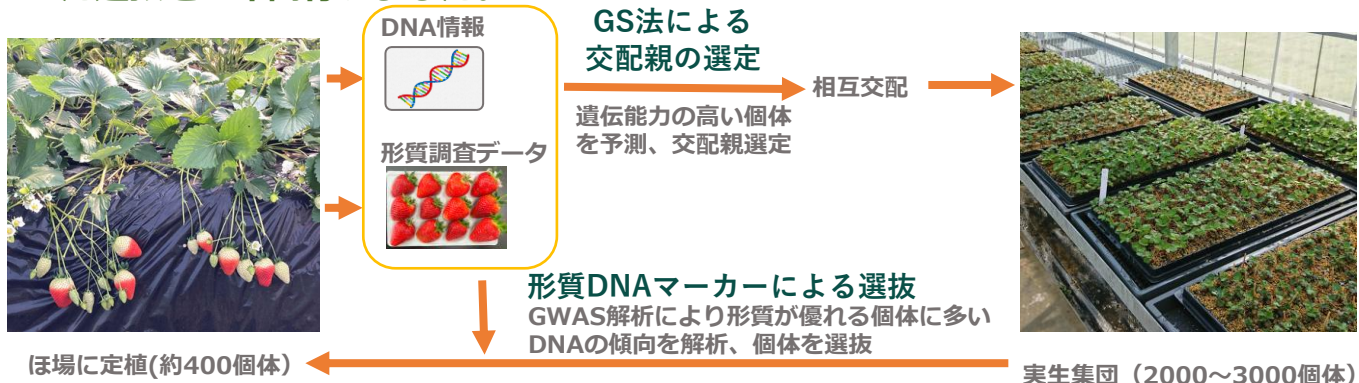 DNA情報
形質調査データ
GS法による
交配親の選定
遺伝能力の高い個体
を予測、交配親選定
相互交配
形質DNAマーカーによる選抜
GWAS解析により形質が優れる個体に多い
DNAの傾向を解析、個体を選抜
ほ場に定植(約400個体）
実生集団（2000～3000個体）